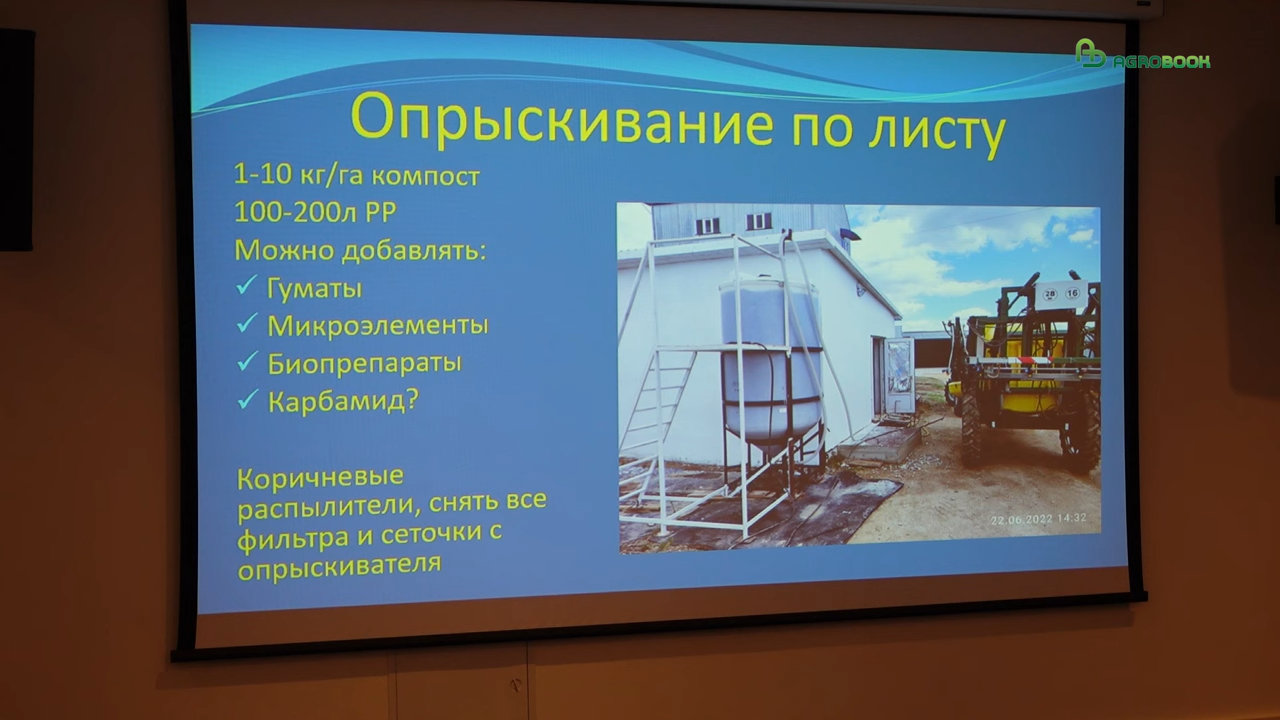 AGROBOOK
Опрыскивание по листу
1-10 кг/га компост
100-200л РР
Можно добавлять:
✓ Гуматы
✓ Микроэлементы
✓ Биопрепараты
✓ Карбамид?
Коричневые
распылители, снять все
фильтра и сеточки с
опрыскивателя
28 16
22.06.2022 14:32